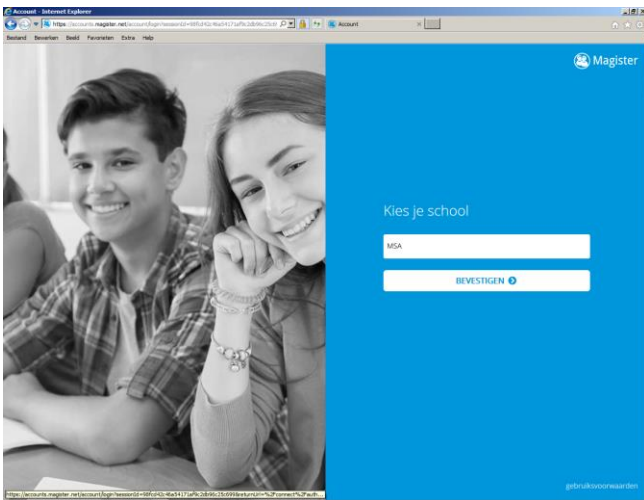 Account - Internet Explorer
Account
Bestand Bewerken Beeld Favorieten Extra Help
Magister
Kies je school
MSA
BEVESTIGEN
gebruiksvoorwaarden